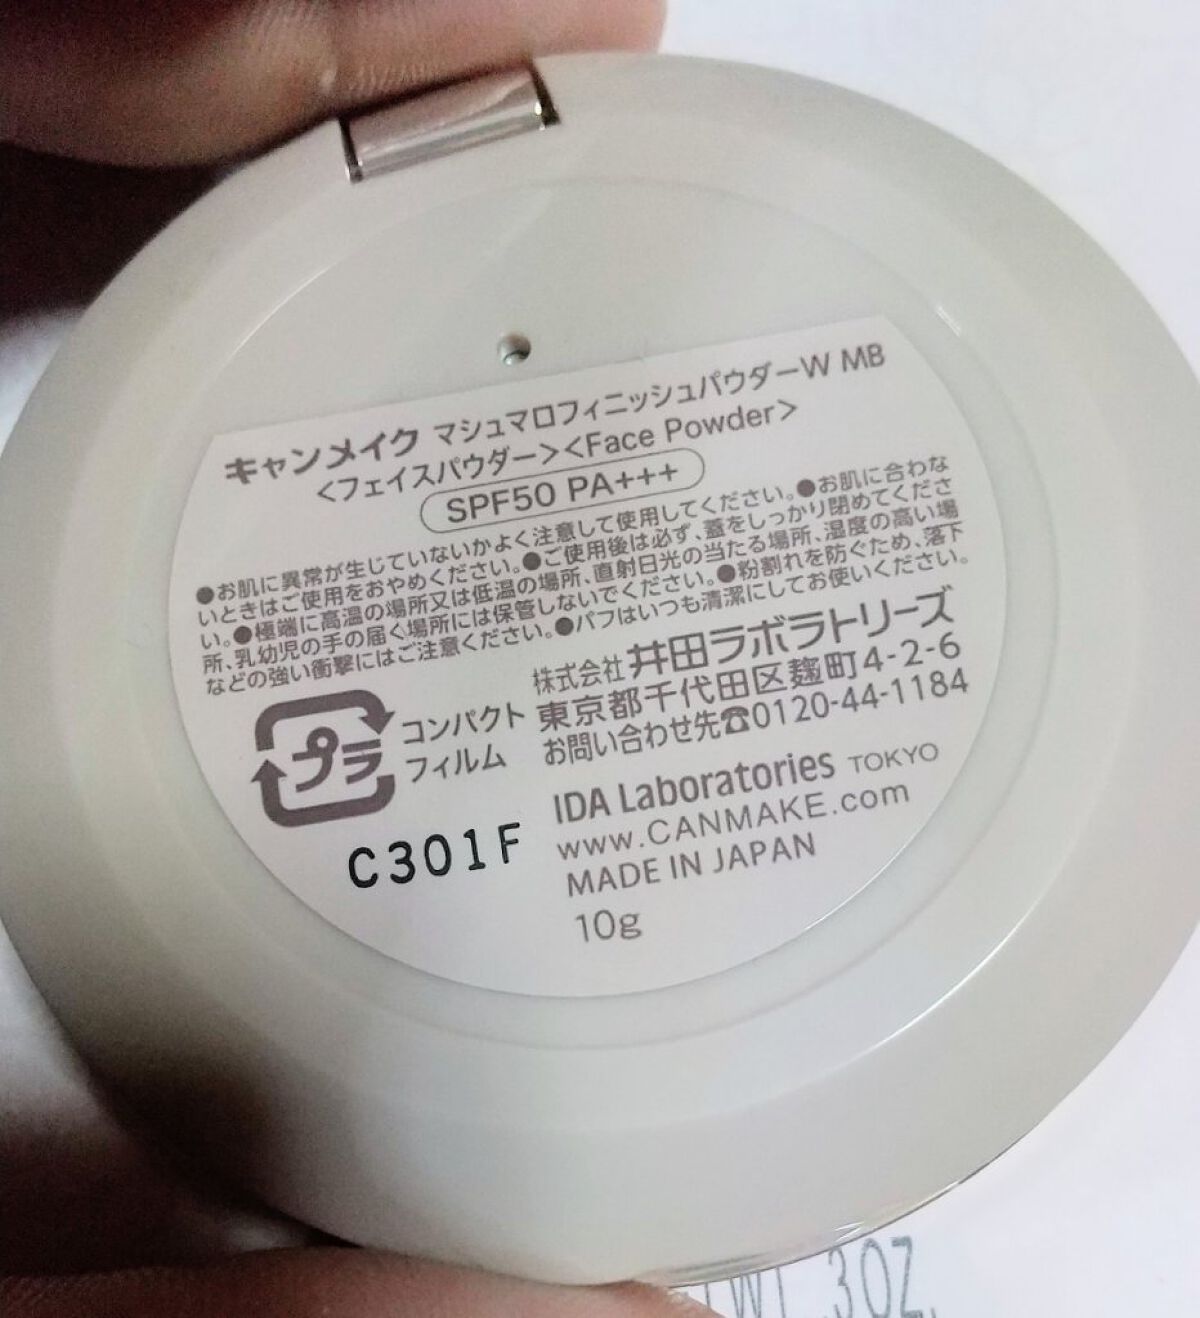 キャンメイク マシュマロフィニッシュパウダーW MB
<フェイスパウダー><Face Powder>
SPF50 PA+++
●お肌に異常が生じていないかよく注意して使用してください。●お肌に合わな
いときはご使用をおやめください。●ご使用後は必ず、蓋をしっかり閉めてくださ
い。●極端に高温の場所又は低温の場所、直射日光の当たる場所、湿度の高い場
所、乳幼児の手の届く場所には保管しないでください。●粉割れを防ぐため、落下
などの強い衝撃にはご注意ください。●パフはいつも清潔にしてお使いください。
株式会社 井田ラボラトリーズ
東京都千代田区麹町4-2-6
お問い合わせ先☎0120-44-1184
プラ
コンパクト
フィルム
IDA Laboratories TOKYO
www.CANMAKE.com
MADE IN JAPAN
10g
C301F
WT .3 OZ.